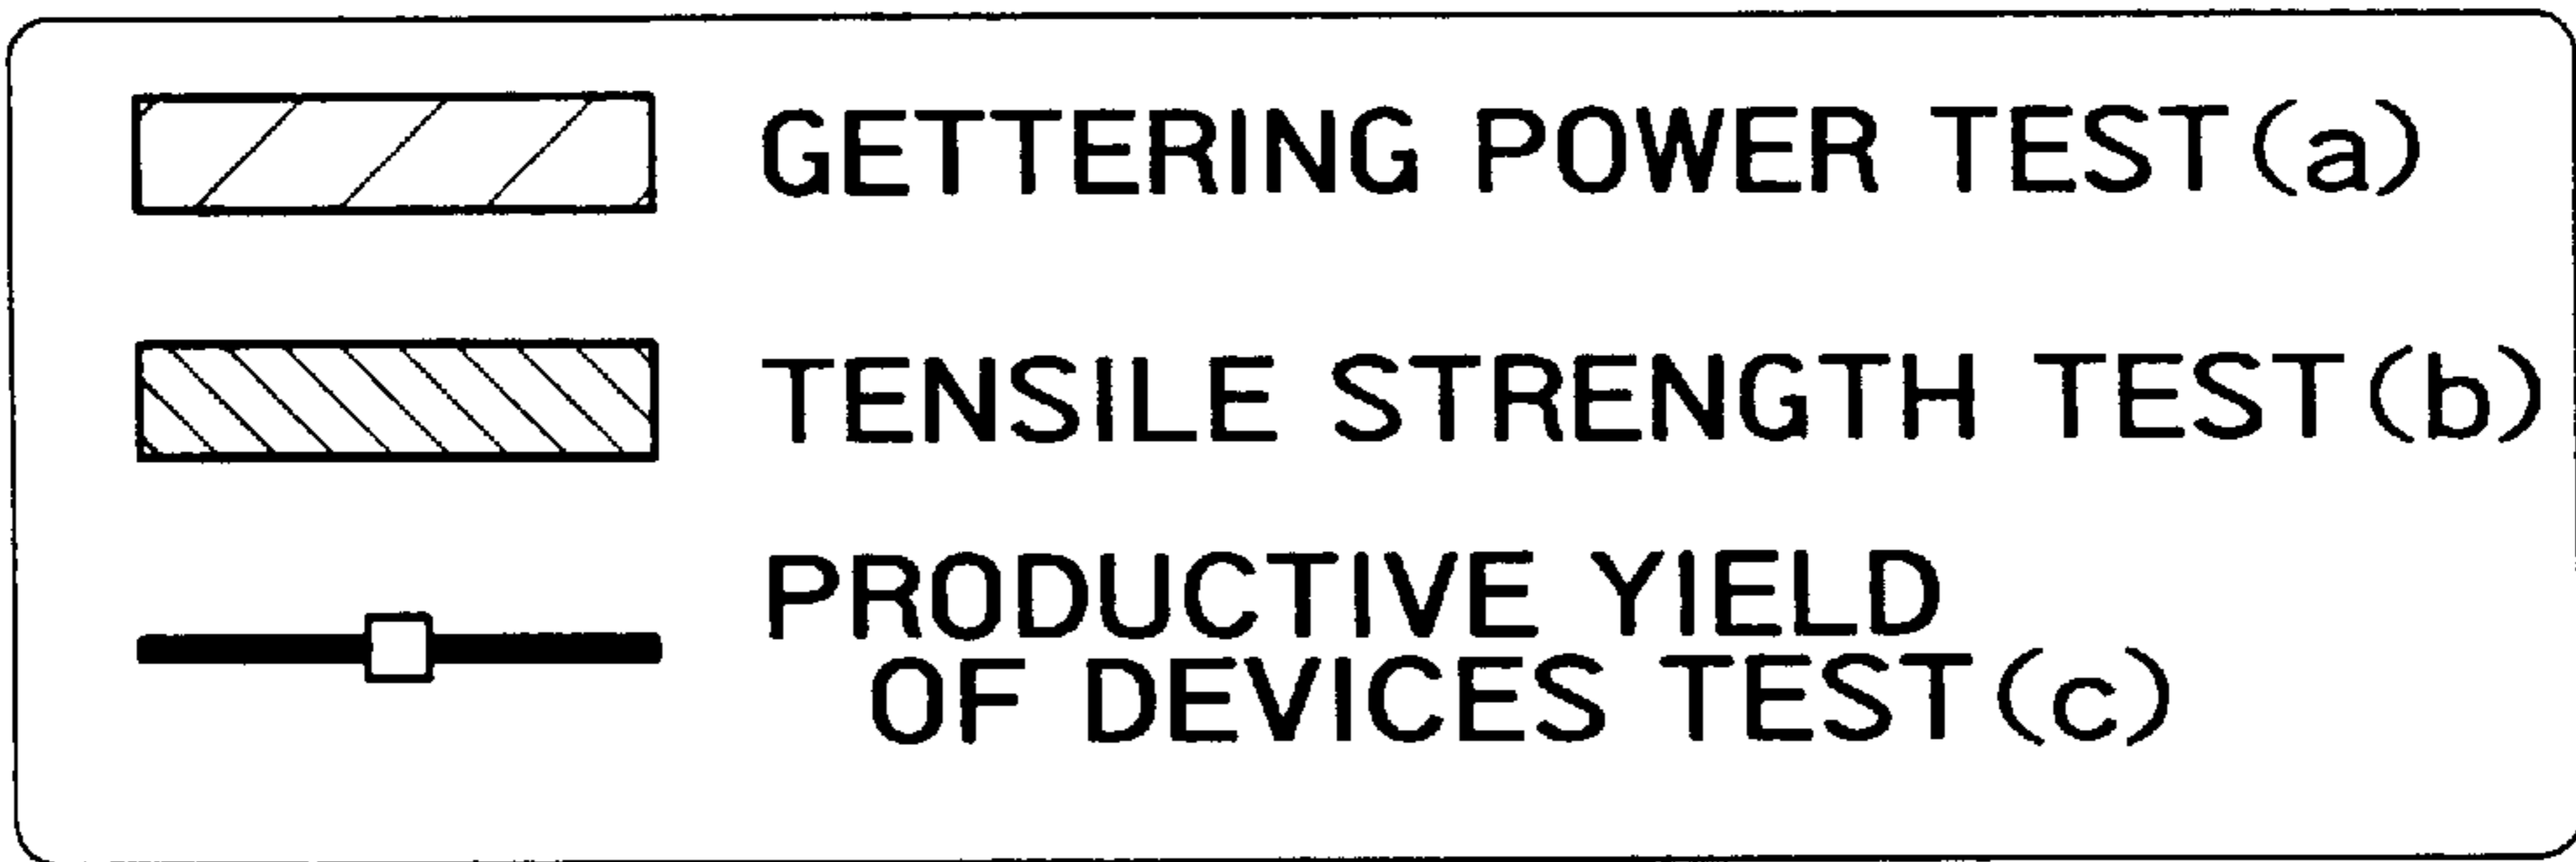 GETTERING POWER TEST(a)
TENSILE STRENGTH TEST(b)
PRODUCTIVE YIELD
OF DEVICES TEST(c)